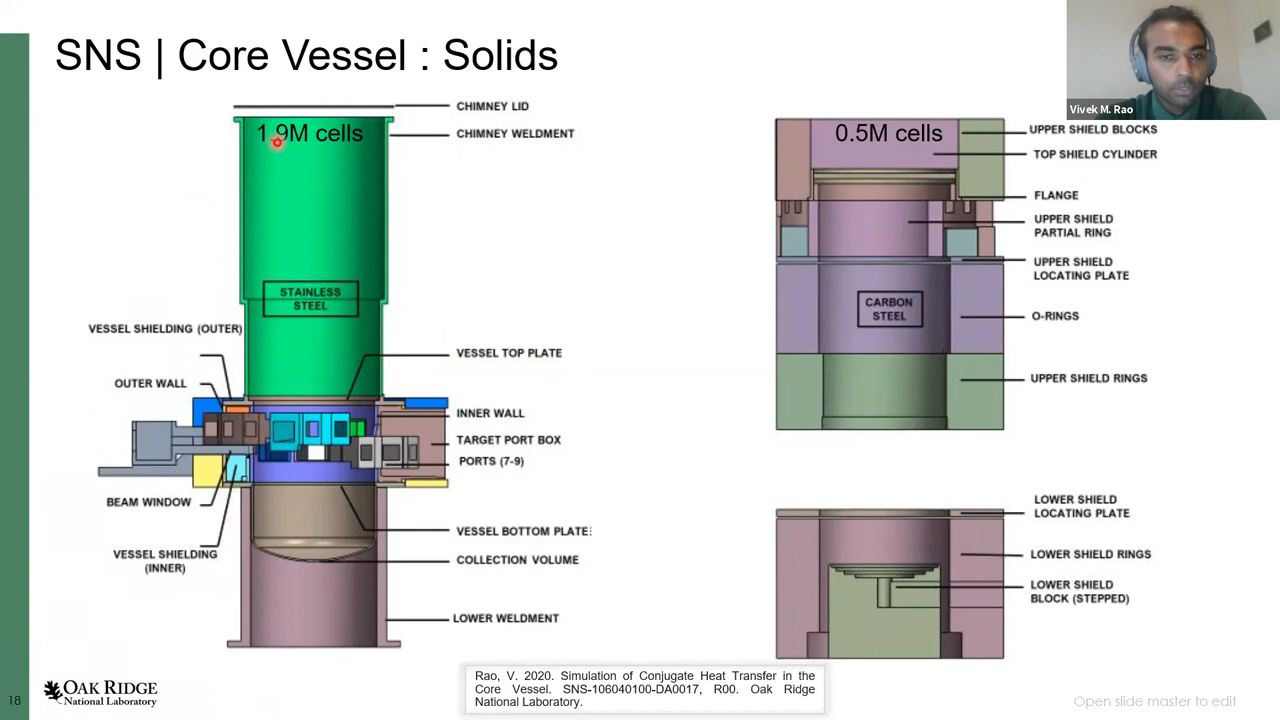 SNS | Core Vessel : Solids
Vivek M. Rao
CHIMNEY LID
1.9M cells
CHIMNEY WELDMENT
STAINLESS
STEEL
VESSEL SHIELDING (OUTER)
VESSEL TOP PLATE
OUTER WALL
INNER WALL
TARGET PORT BOX
PORTS (7-9)
BEAM WINDOW
VESSEL BOTTOM PLATE:
VESSEL SHIELDING
(INNER)
COLLECTION VOLUME
LOWER WELDMENT
0.5M cells
UPPER SHIELD BLOCKS
TOP SHIELD CYLINDER
FLANGE
UPPER SHIELD
PARTIAL RING
UPPER SHIELD
LOCATING PLATE
CARBON
STEEL
O-RINGS
UPPER SHIELD RINGS
LOWER SHIELD
LOCATING PLATE
LOWER SHIELD RINGS
LOWER SHIELD
BLOCK (STEPPED)
18
OAK RIDGE
National Laboratory
Rao, V. 2020. Simulation of Conjugate Heat Transfer in the
Core Vessel. SNS-106040100-DA0017, R00. Oak Ridge
National Laboratory.
Open slide master to edit